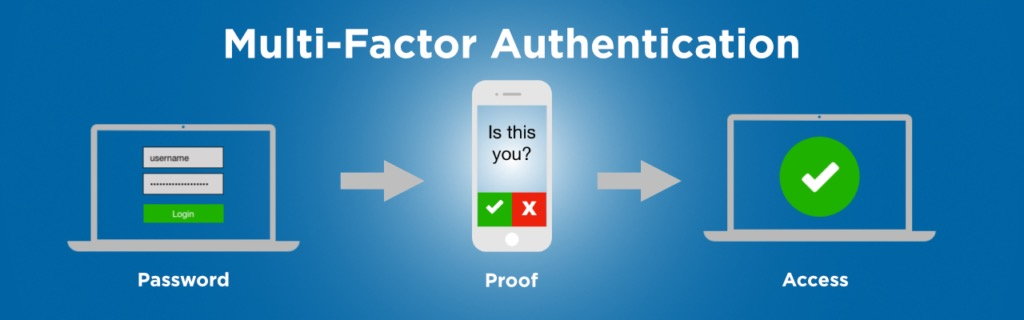 Multi-Factor Authentication
username
Login
Is this
you?
X
Password
Proof
Access